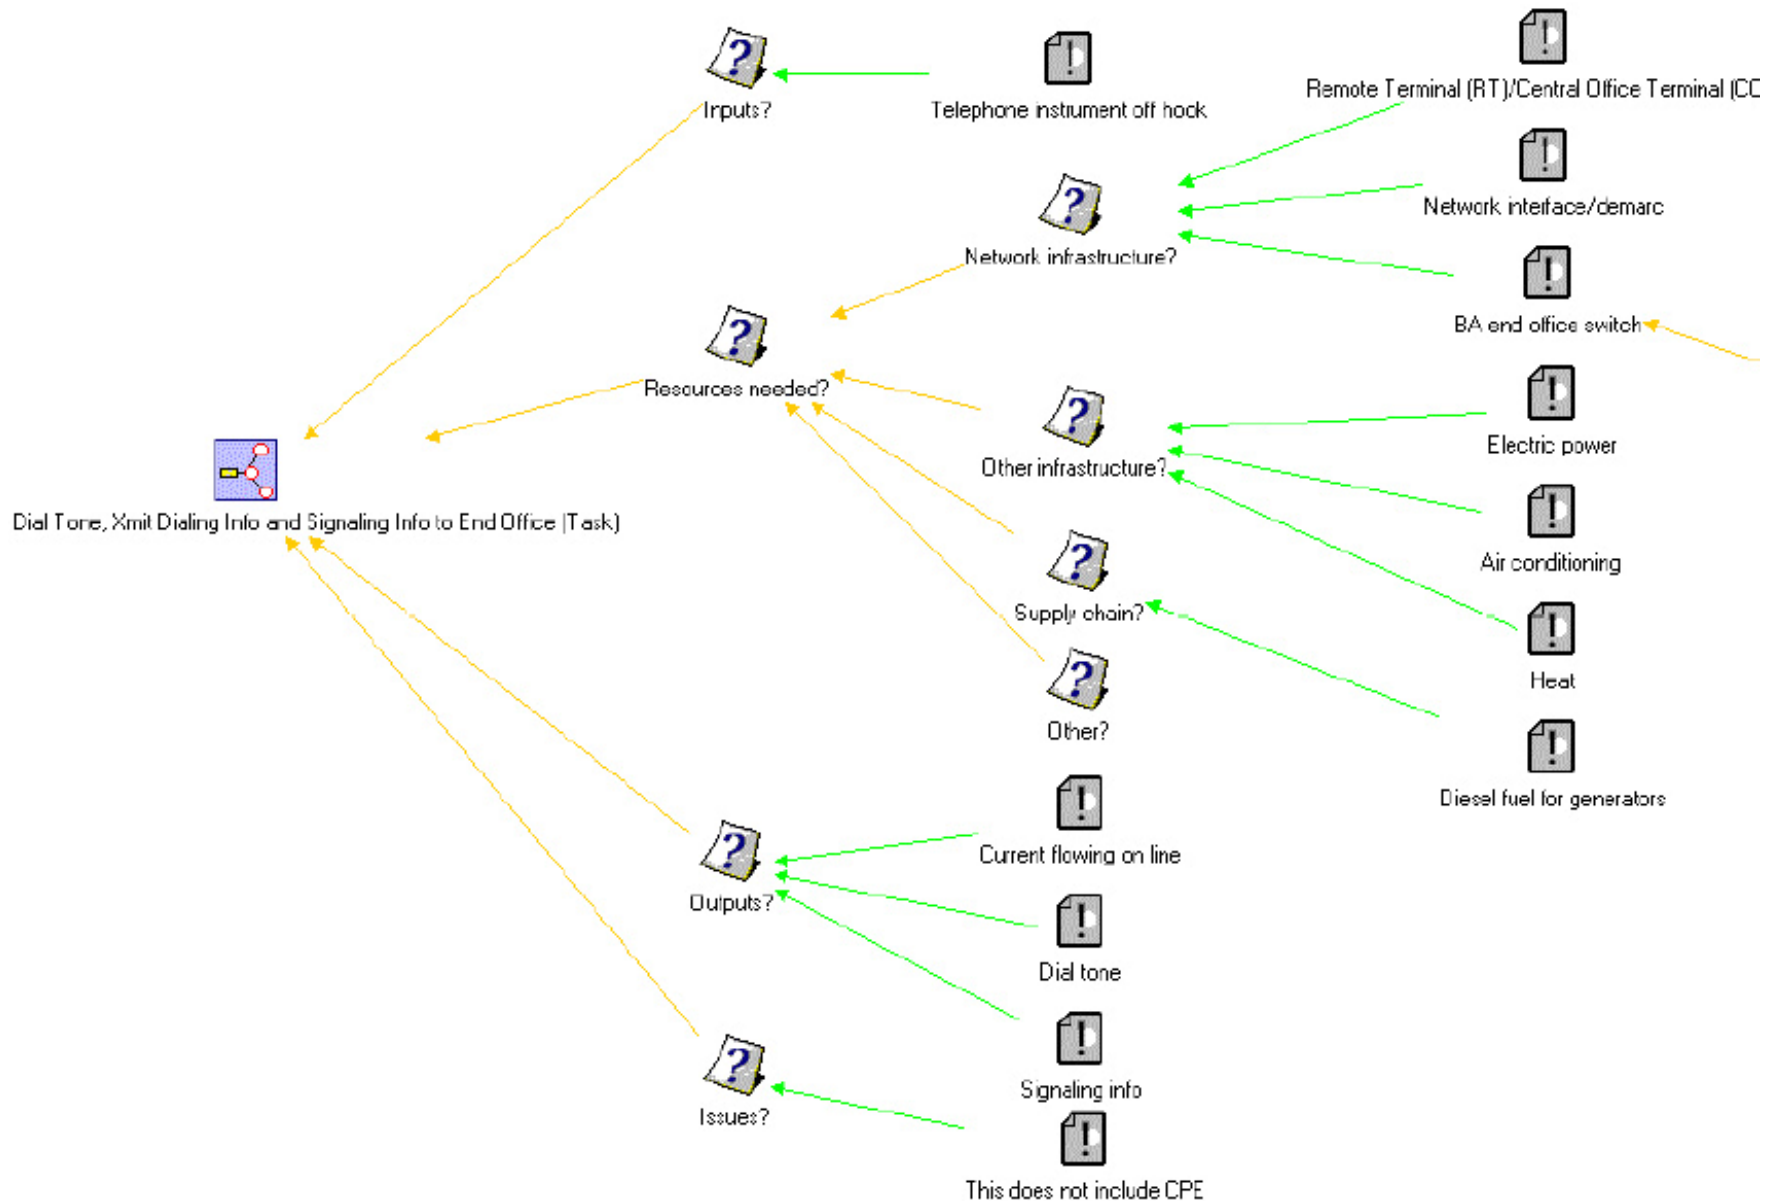 Inputs?
Telephone instrument off hook
Remote Terminal (RT)/Central Office Terminal (CO
Network interface/demarc
Network infrastructure?
BA end office switch
Resources needed?
Electric power
Other infrastructure?
Dial Tone, Xmit Dialing Info and Signaling Info to End Office (Task)
Air conditioning
Supply chain?
Heat
Other?
Diesel fuel for generators
Current flowing on line
Outputs?
Dial tone
Signaling info
Issues?
This does not include CPE